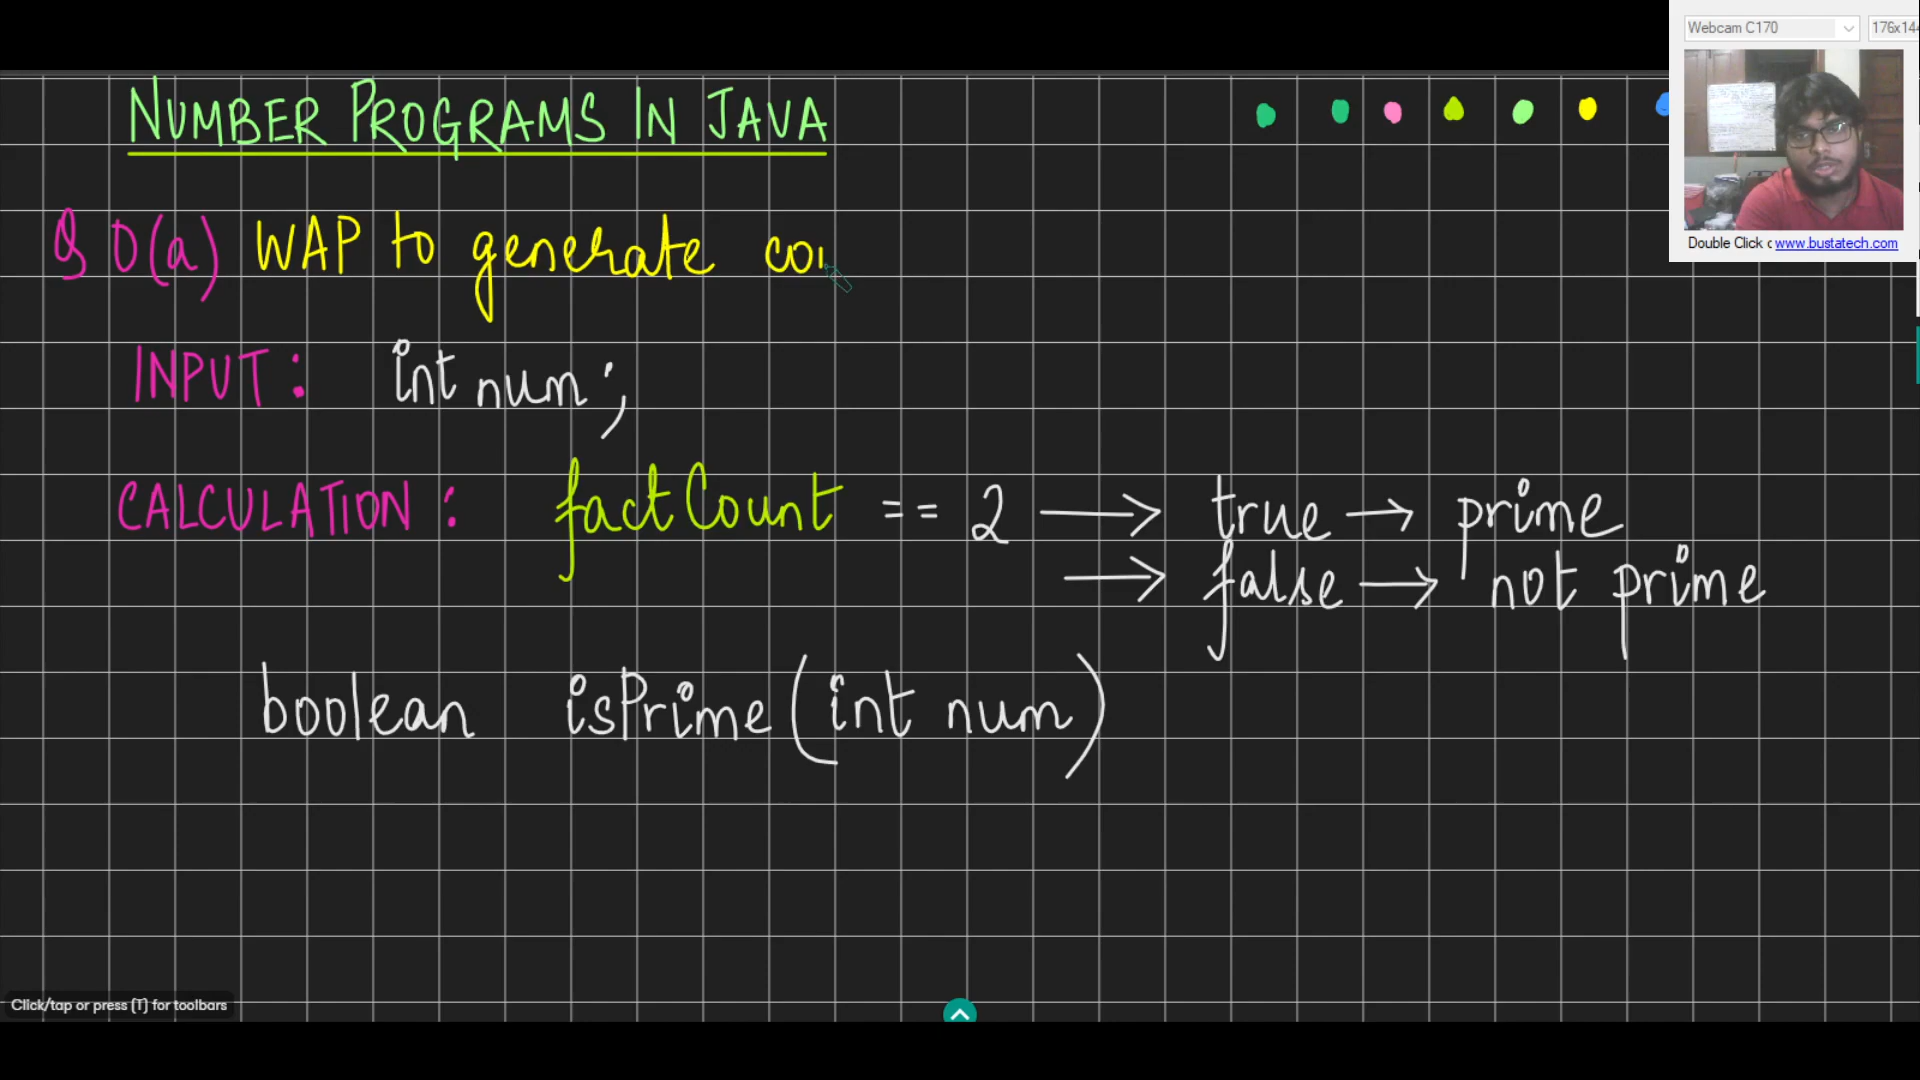 Webcam C170
176x144
NUMBER PROGRAMS IN JAVA
Double Click www.bustatech.com
Q 0(a) WAP to generate
INPUT: int num;
CALCULATION: factCount == 2 → true → prime
→ false → not prime
boolean isPrime(int num)
Click/tap or press (T) for toolbars